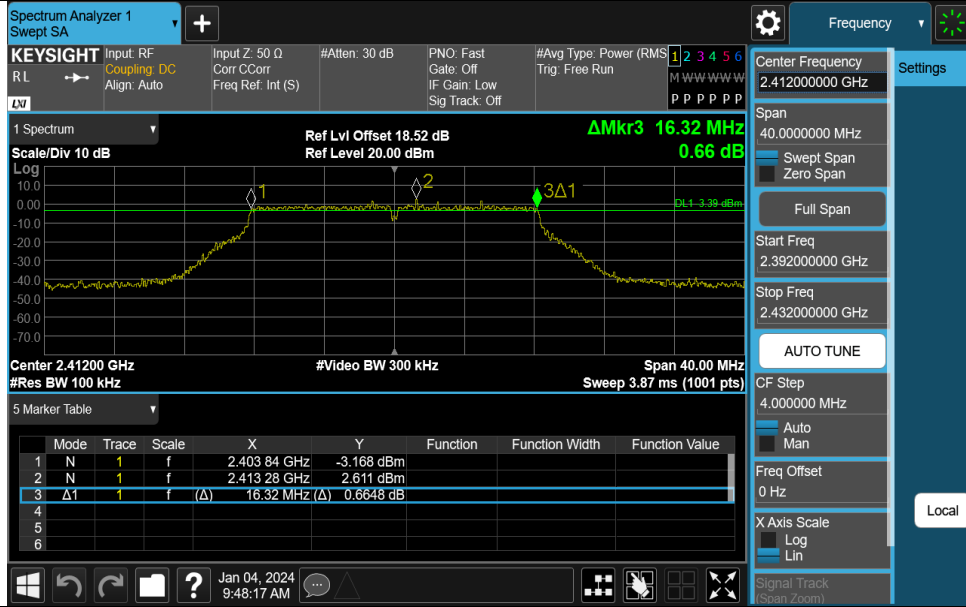 Spectrum Analyzer 1
Swept SA
Frequency
KEYSIGHT
R L
LXI
Input: RF
Coupling: DC
Align: Auto
Input Z: 50 Ω
Corr CCorr
Freq Ref: Int (S)
#Atten: 30 dB
PNO: Fast
Gate: Off
IF Gain: Low
Sig Track: Off
#Avg Type: Power (RMS
Trig: Free Run
1 2 3 4 5 6
M W W W W W
P P P P P P
1 Spectrum
Scale/Div 10 dB
Ref Lvl Offset 18.52 dB
Ref Level 20.00 dBm
ΔMkr3 16.32 MHz
0.66 dB
Log
10.0
0.00
-10.0
-20.0
-30.0
-40.0
-50.0
-60.0
-70.0
1
2
3Δ1
DL1 -3.39 dBm
Center 2.41200 GHz
#Video BW 300 kHz
Span 40.00 MHz
#Res BW 100 kHz
Sweep 3.87 ms (1001 pts)
5 Marker Table
Mode Trace Scale X Y Function Function Width Function Value
1 N 1 f 2.403 84 GHz -3.168 dBm
2 N 1 f 2.413 28 GHz 2.611 dBm
3 Δ1 1 f (Δ) 16.32 MHz (Δ) 0.6648 dB
4
5
6
Jan 04, 2024
9:48:17 AM
?
Center Frequency
2.412000000 GHz
Span
40.0000000 MHz
Swept Span
Zero Span
Full Span
Start Freq
2.392000000 GHz
Stop Freq
2.432000000 GHz
AUTO TUNE
CF Step
4.000000 MHz
Auto
Man
Freq Offset
0 Hz
X Axis Scale
Log
Lin
Signal Track
(Span Zoom)
Settings
Local